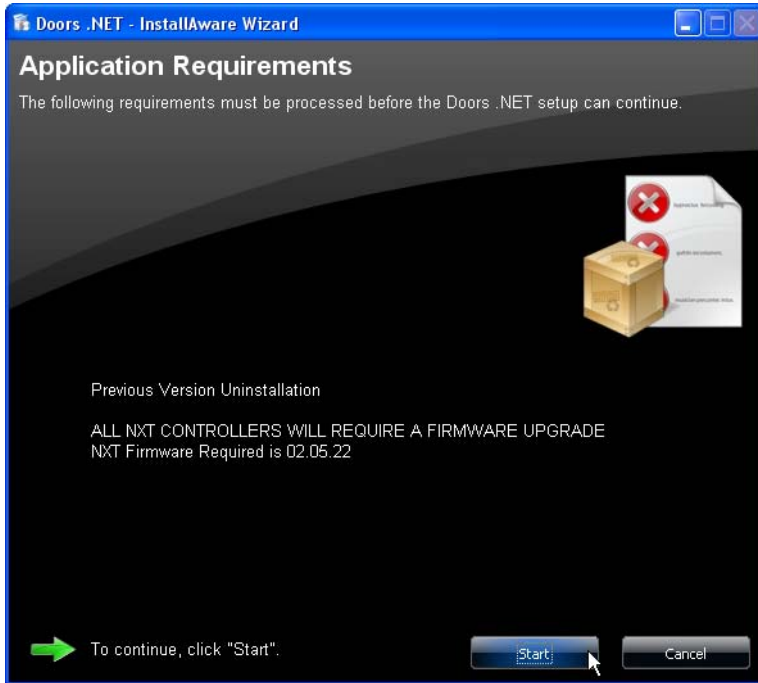 Doors .NET - InstallAware Wizard
Application Requirements
The following requirements must be processed before the Doors .NET setup can continue.
Previous Version Uninstallation
ALL NXT CONTROLLERS WILL REQUIRE A FIRMWARE UPGRADE
NXT Firmware Required is 02.05.22
To continue, click "Start".
Start
Cancel